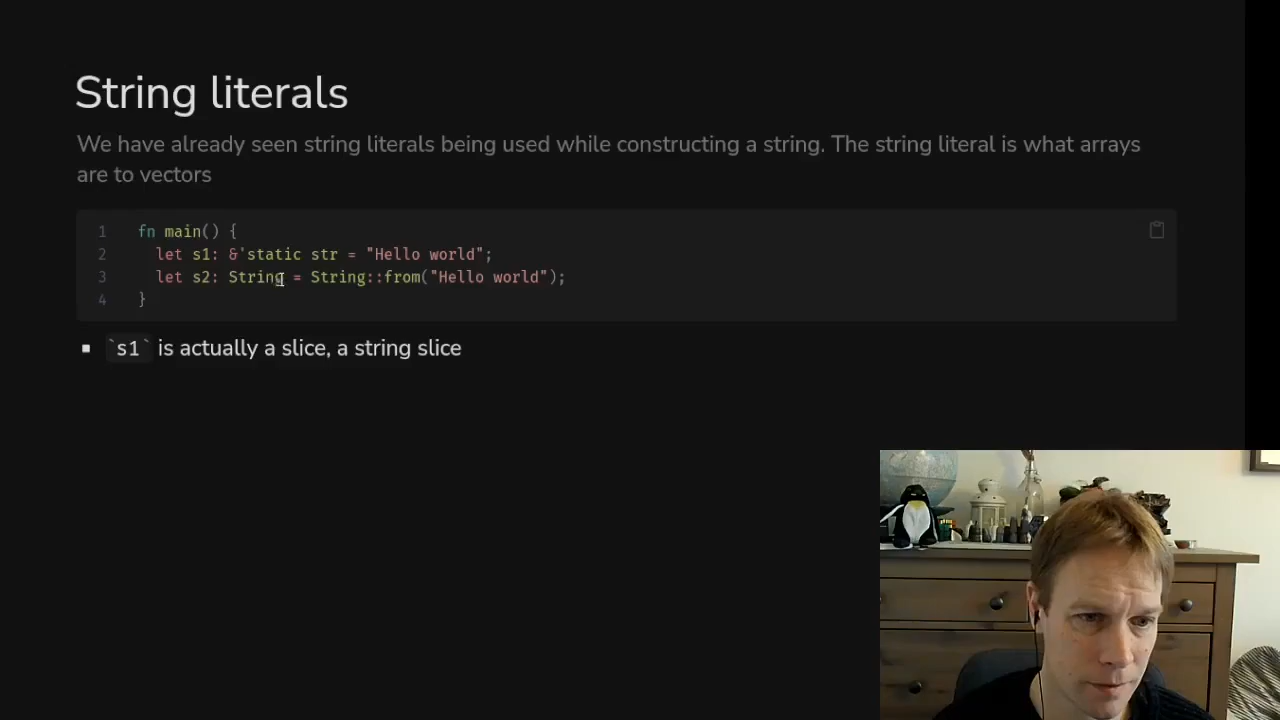 String literals
We have already seen string literals being used while constructing a string. The string literal is what arrays
are to vectors
1 fn main() {
2 let s1: &'static str = "Hello world";
3 let s2: String = String::from("Hello world");
4 }
`s1` is actually a slice, a string slice